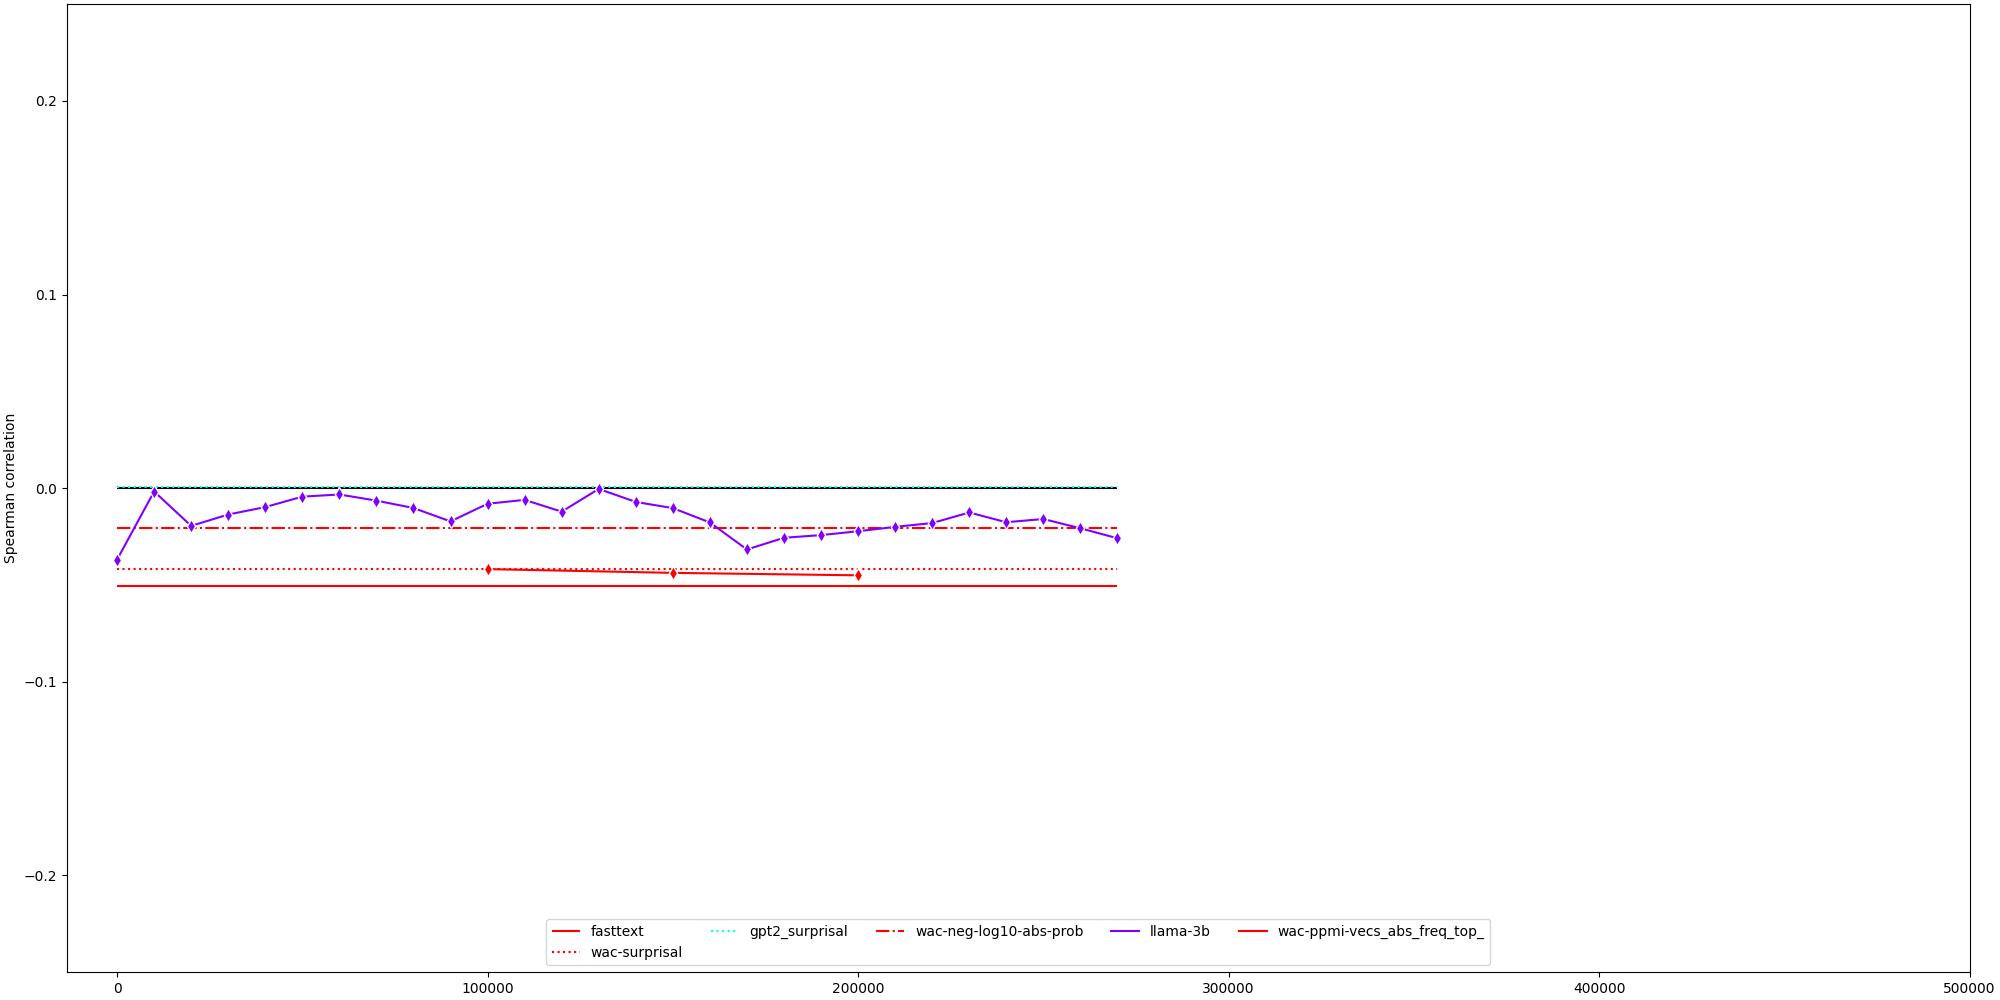 0.2
0.1
0.0
−0.1
−0.2
Spearman correlation
fasttext
wac-surprisal
gpt2_surprisal
wac-neg-log10-abs-prob
llama-3b
wac-ppmi-vecs_abs_freq_top_
0 100000 200000 300000 400000 500000